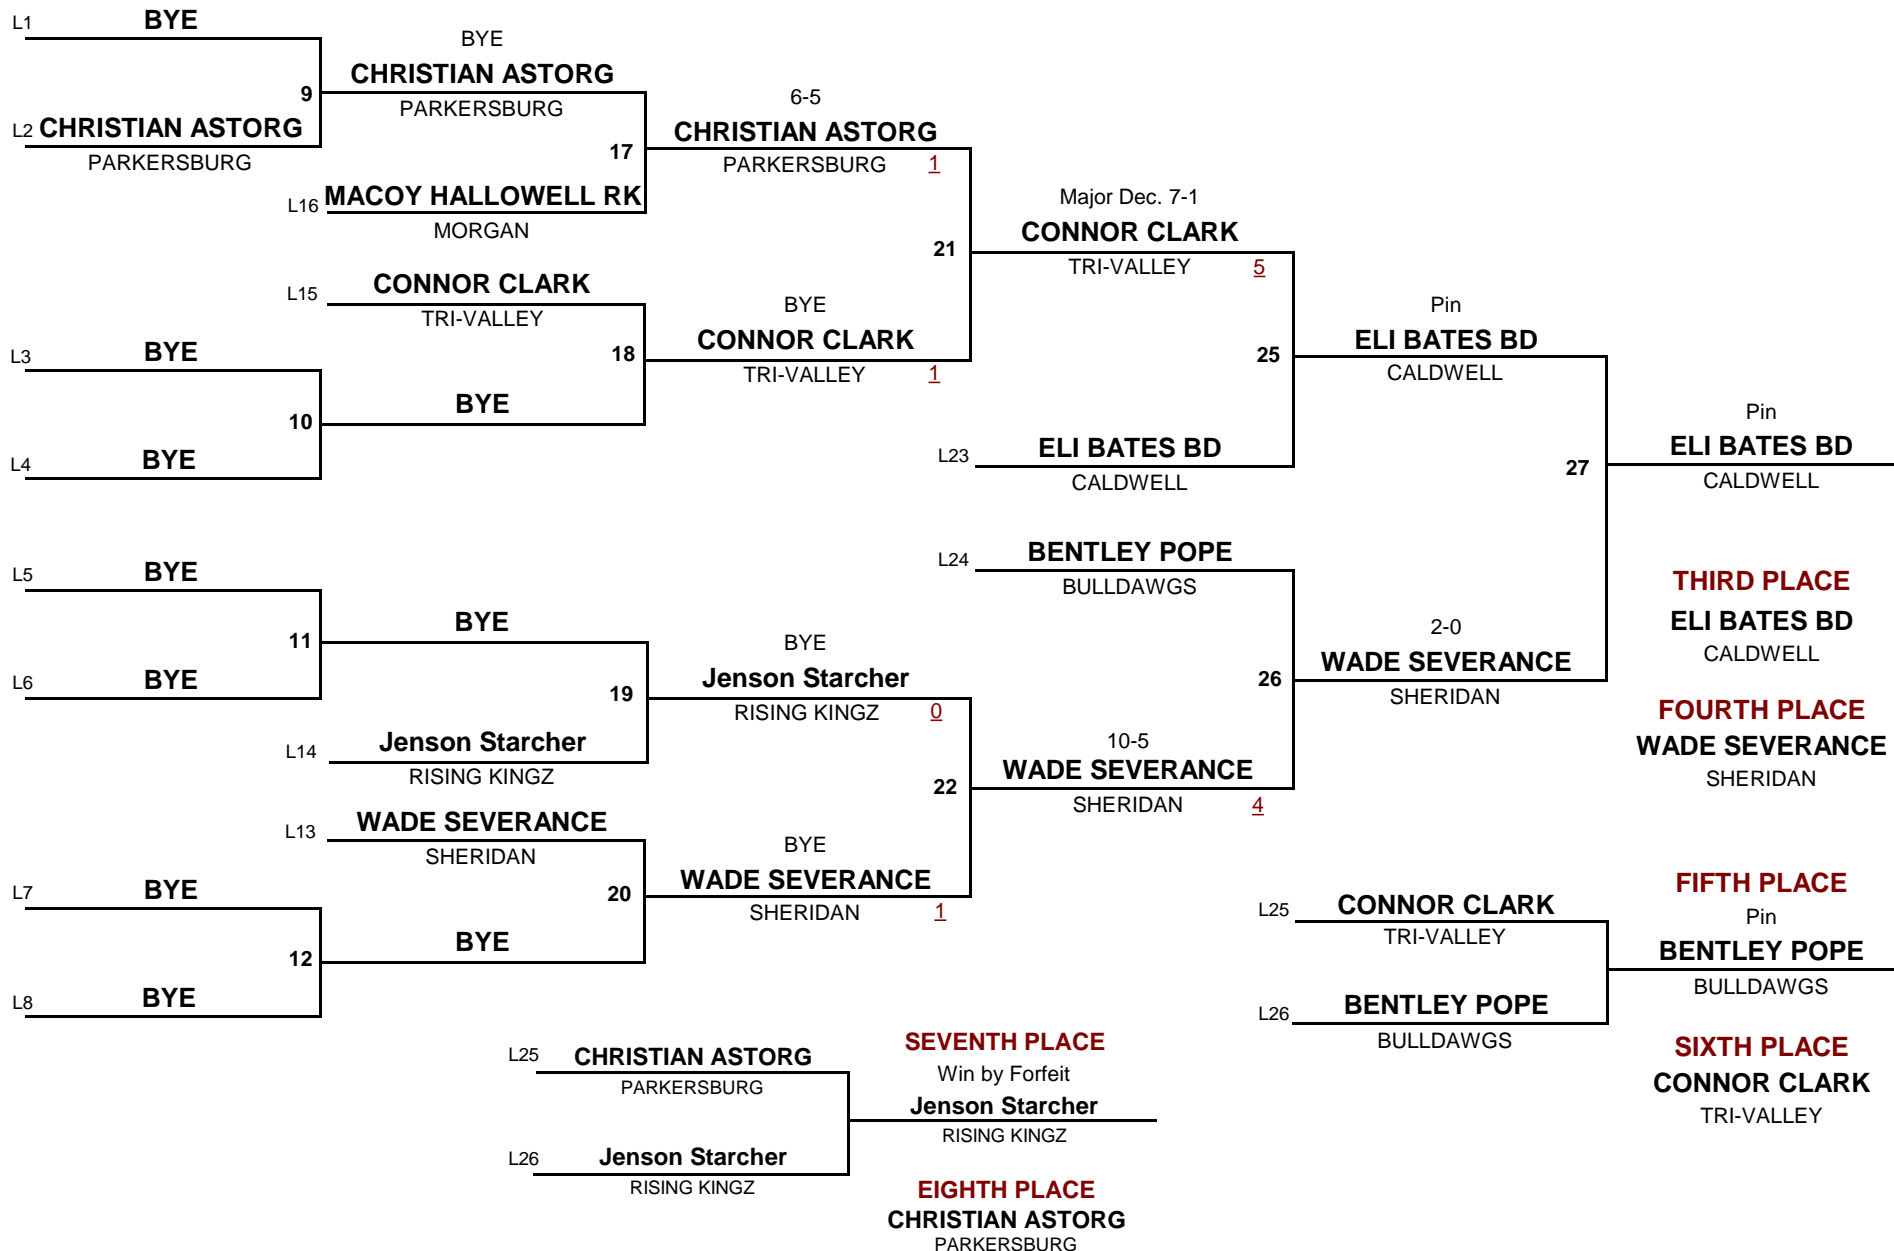 L1 BYE
BYE
CHRISTIAN ASTORG
9
PARKERSBURG
L2 CHRISTIAN ASTORG
PARKERSBURG
6-5
CHRISTIAN ASTORG
17
PARKERSBURG 1
L16 MACOY HALLOWELL RK
MORGAN
Major Dec. 7-1
CONNOR CLARK
21
TRI-VALLEY 5
L15 CONNOR CLARK
TRI-VALLEY
BYE
CONNOR CLARK
18
TRI-VALLEY 1
L3 BYE
10
BYE
L4 BYE
Pin
ELI BATES BD
25
CALDWELL
L23 ELI BATES BD
CALDWELL
Pin
ELI BATES BD
27
CALDWELL
L24 BENTLEY POPE
BULLDAWGS
L5 BYE
11
BYE
L6 BYE
BYE
Jenson Starcher
19
RISING KINGZ 0
L14 Jenson Starcher
RISING KINGZ
2-0
WADE SEVERANCE
26
SHERIDAN
THIRD PLACE
ELI BATES BD
CALDWELL
FOURTH PLACE
WADE SEVERANCE
SHERIDAN
10-5
WADE SEVERANCE
22
SHERIDAN 4
L13 WADE SEVERANCE
SHERIDAN
BYE
WADE SEVERANCE
20
SHERIDAN 1
L7 BYE
12
BYE
L8 BYE
L25 CONNOR CLARK
TRI-VALLEY
FIFTH PLACE
Pin
BENTLEY POPE
BULLDAWGS
L26 BENTLEY POPE
BULLDAWGS
SIXTH PLACE
CONNOR CLARK
TRI-VALLEY
L25 CHRISTIAN ASTORG
PARKERSBURG
SEVENTH PLACE
Win by Forfeit
Jenson Starcher
RISING KINGZ
L26 Jenson Starcher
RISING KINGZ
EIGHTH PLACE
CHRISTIAN ASTORG
PARKERSBURG